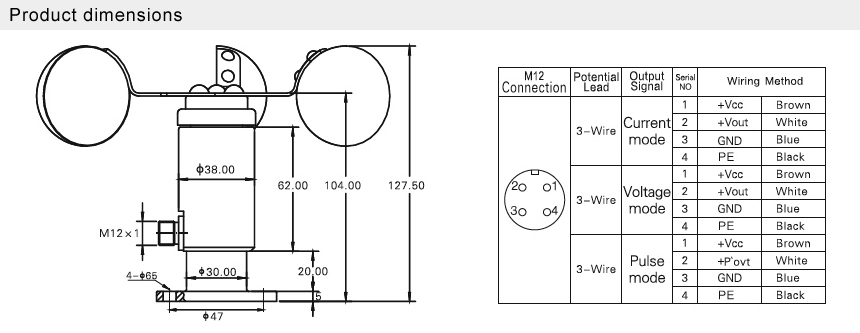 Product dimensions
ϕ38.00
62.00
104.00
127.50
M12×1
20.00
4-ϕ65
ϕ30.00
5
ϕ47
M12 Connection Potential Lead Output Signal Serial NO Wiring Method
3-Wire Current mode
1 +Vcc Brown
2 +Vout White
3 GND Blue
4 PE Black
3-Wire Voltage mode
1 +Vcc Brown
2 +Vout White
3 GND Blue
4 PE Black
3-Wire Pulse mode
1 +Vcc Brown
2 +P`ovt White
3 GND Blue
4 PE Black
2 1
3 4